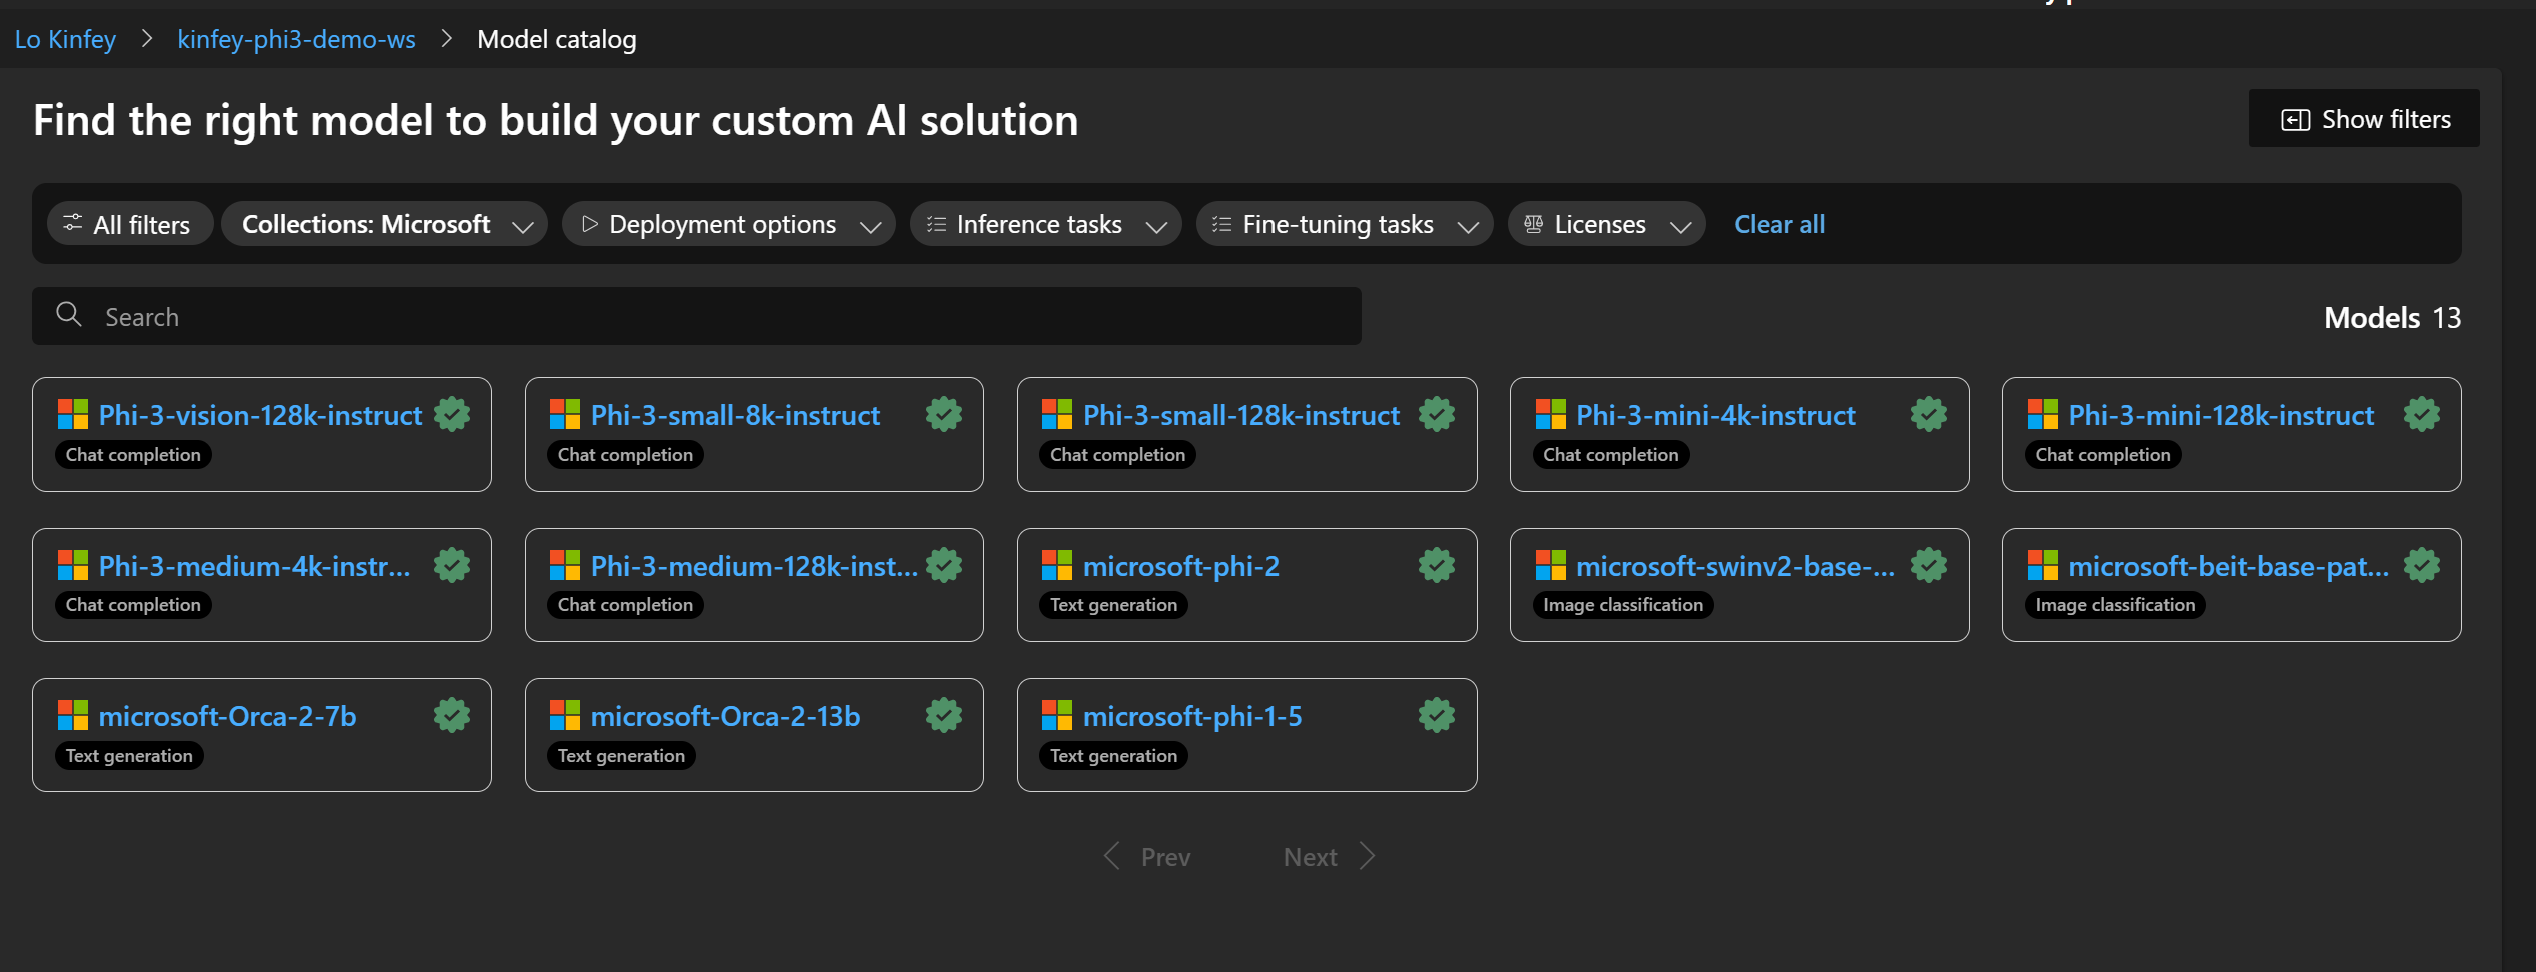 Lo Kinfey > kinfey-phi3-demo-ws > Model catalog
Find the right model to build your custom AI solution
Show filters
All filters
Collections: Microsoft
Deployment options
Inference tasks
Fine-tuning tasks
Licenses
Clear all
Search
Models 13
Phi-3-vision-128k-instruct
Chat completion
Phi-3-small-8k-instruct
Chat completion
Phi-3-small-128k-instruct
Chat completion
Phi-3-mini-4k-instruct
Chat completion
Phi-3-mini-128k-instruct
Chat completion
Phi-3-medium-4k-instr...
Chat completion
Phi-3-medium-128k-inst...
Chat completion
microsoft-phi-2
Text generation
microsoft-swinv2-base-...
Image classification
microsoft-beit-base-pat...
Image classification
microsoft-Orca-2-7b
Text generation
microsoft-Orca-2-13b
Text generation
microsoft-phi-1-5
Text generation
Prev
Next